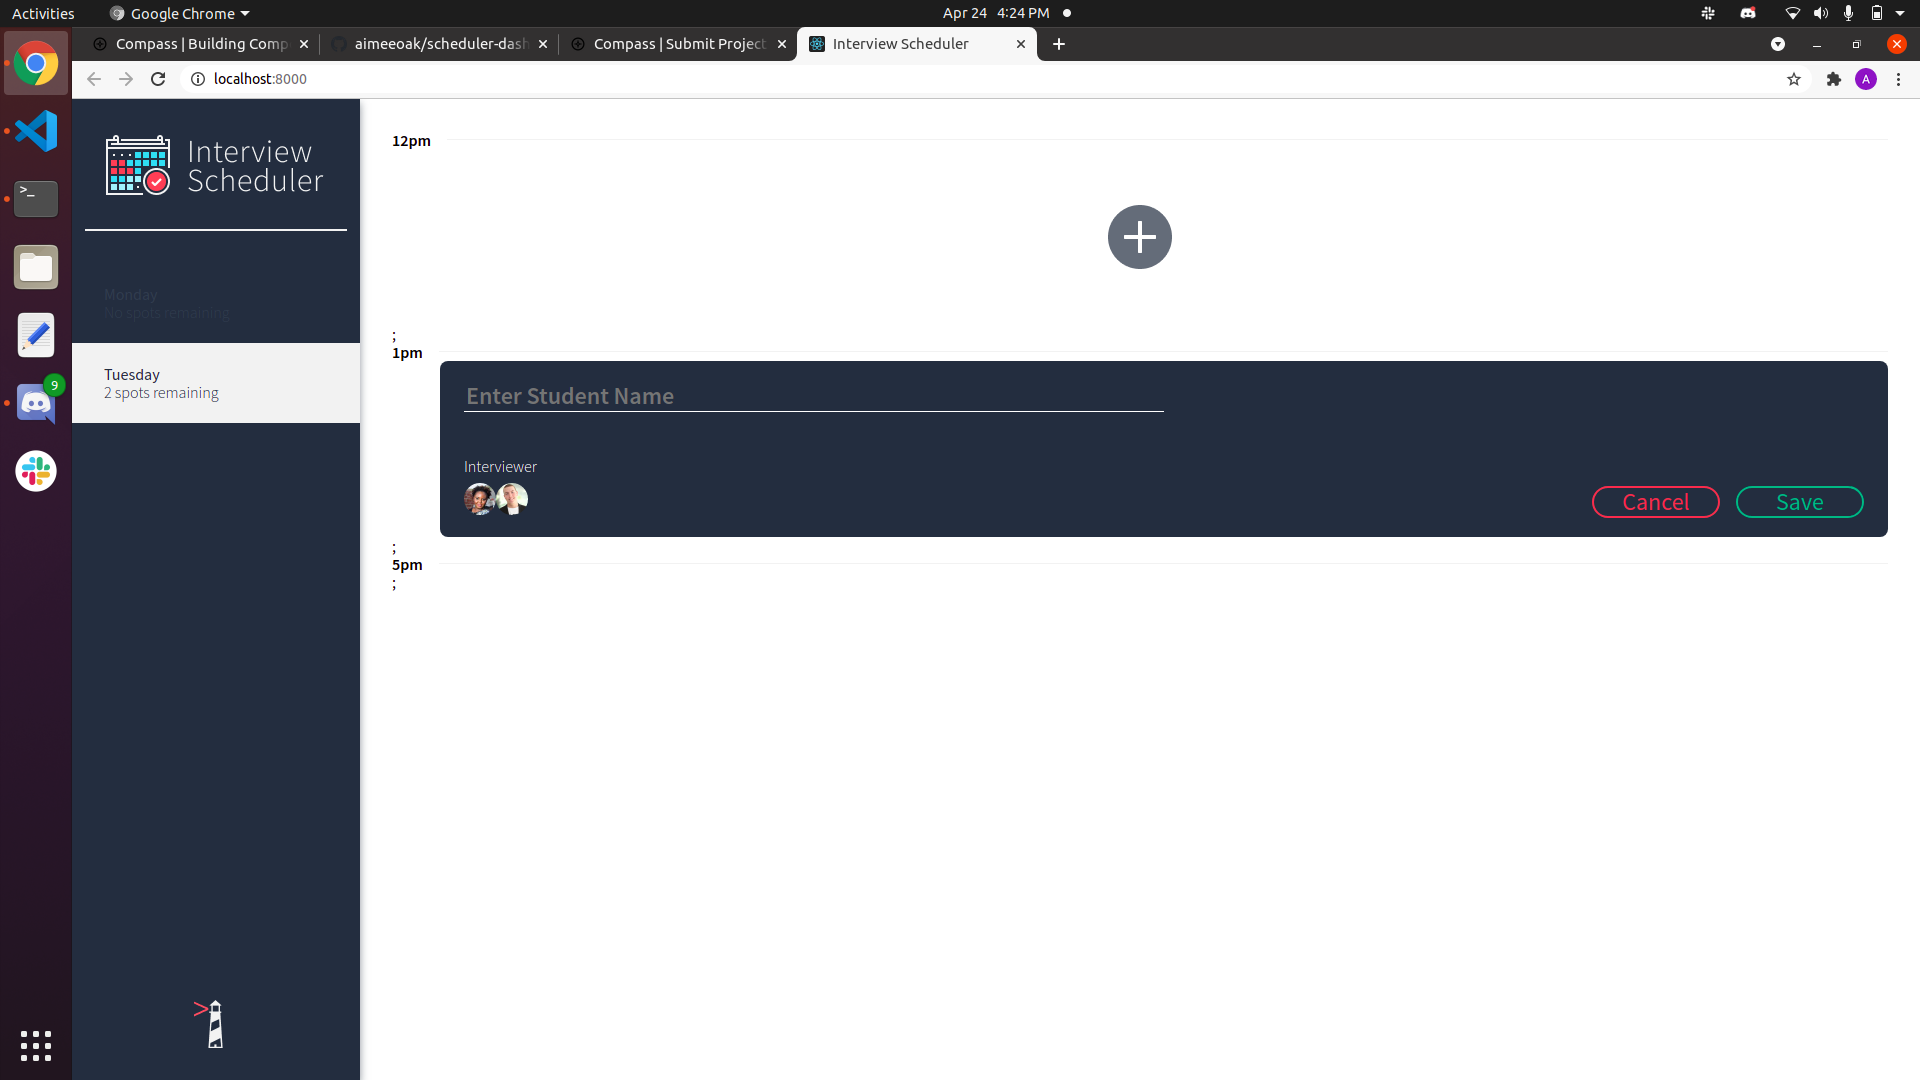 Activities
Google Chrome
Apr 24 4:24 PM
Compass | Building Comp
aimeeoak/scheduler-dash
Compass | Submit Project
Interview Scheduler
localhost:8000
A
9
>_
Interview
Scheduler
Monday
No spots remaining
Tuesday
2 spots remaining
12pm
;
1pm
Enter Student Name
Interviewer
Cancel
Save
;
5pm
;